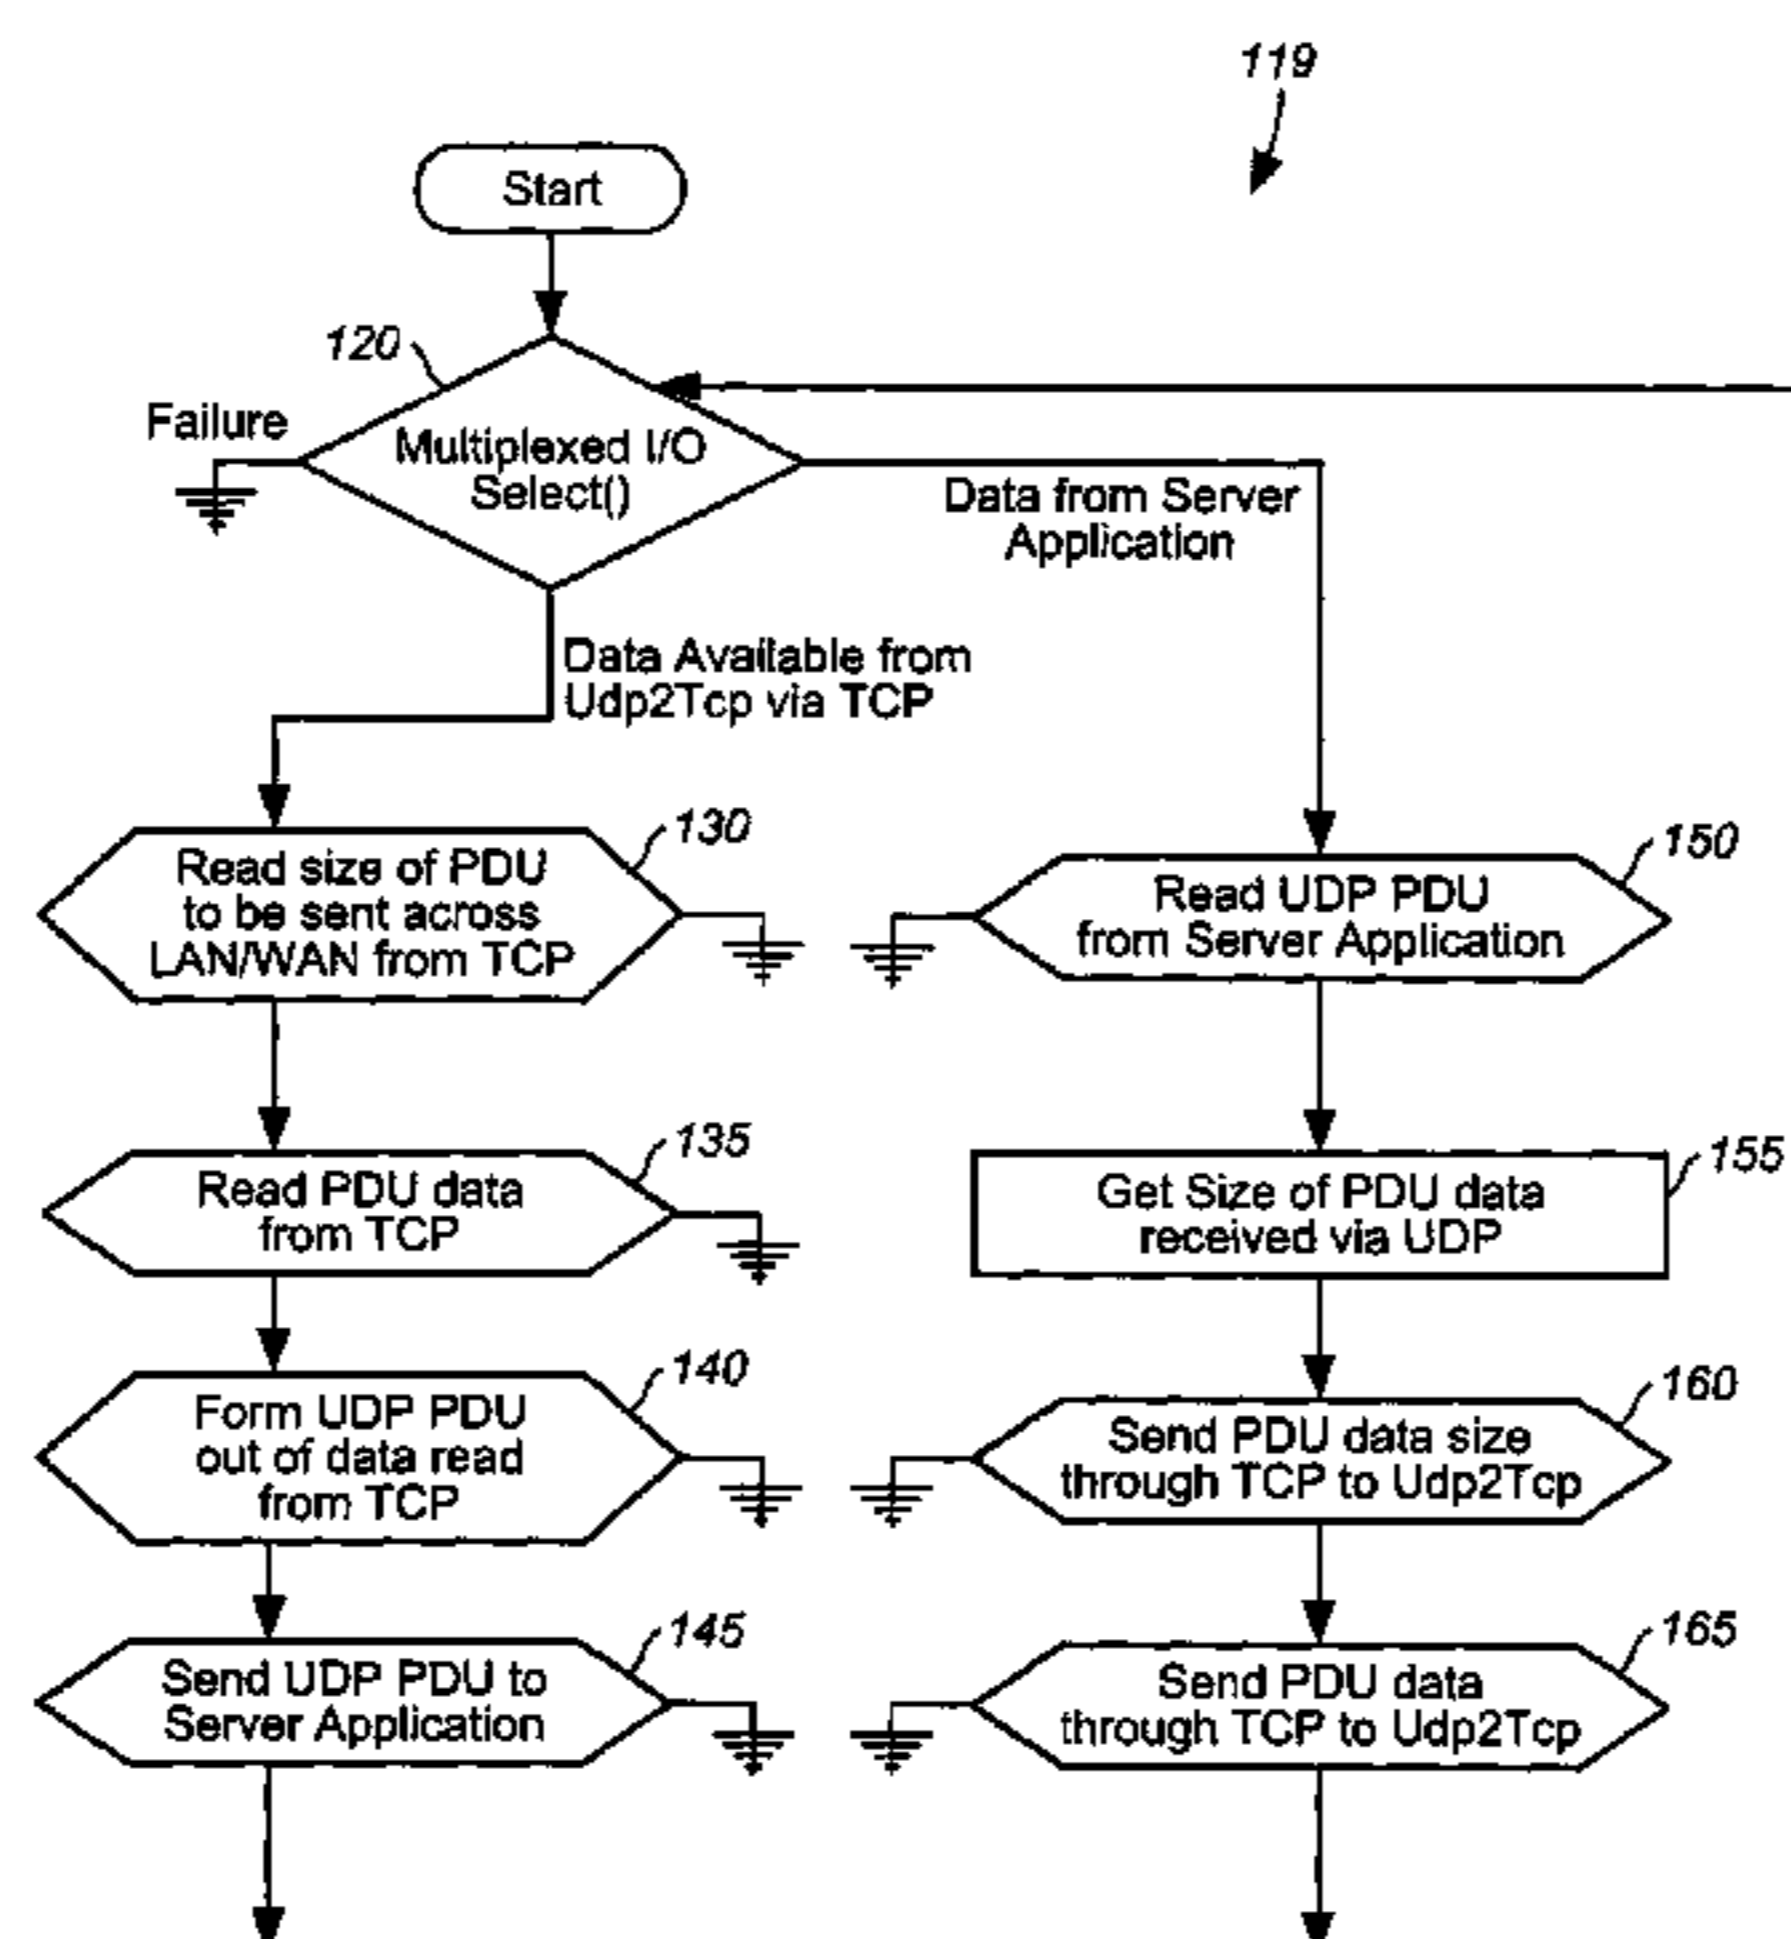 119
Start
120
Failure
Multiplexed I/O
Select()
Data from Server
Application
Data Available from
Udp2Tcp via TCP
130
Read size of PDU
to be sent across
LAN/WAN from TCP
150
Read UDP PDU
from Server Application
135
Read PDU data
from TCP
155
Get Size of PDU data
received via UDP
140
Form UDP PDU
out of data read
from TCP
160
Send PDU data size
through TCP to Udp2Tcp
145
Send UDP PDU to
Server Application
165
Send PDU data
through TCP to Udp2Tcp